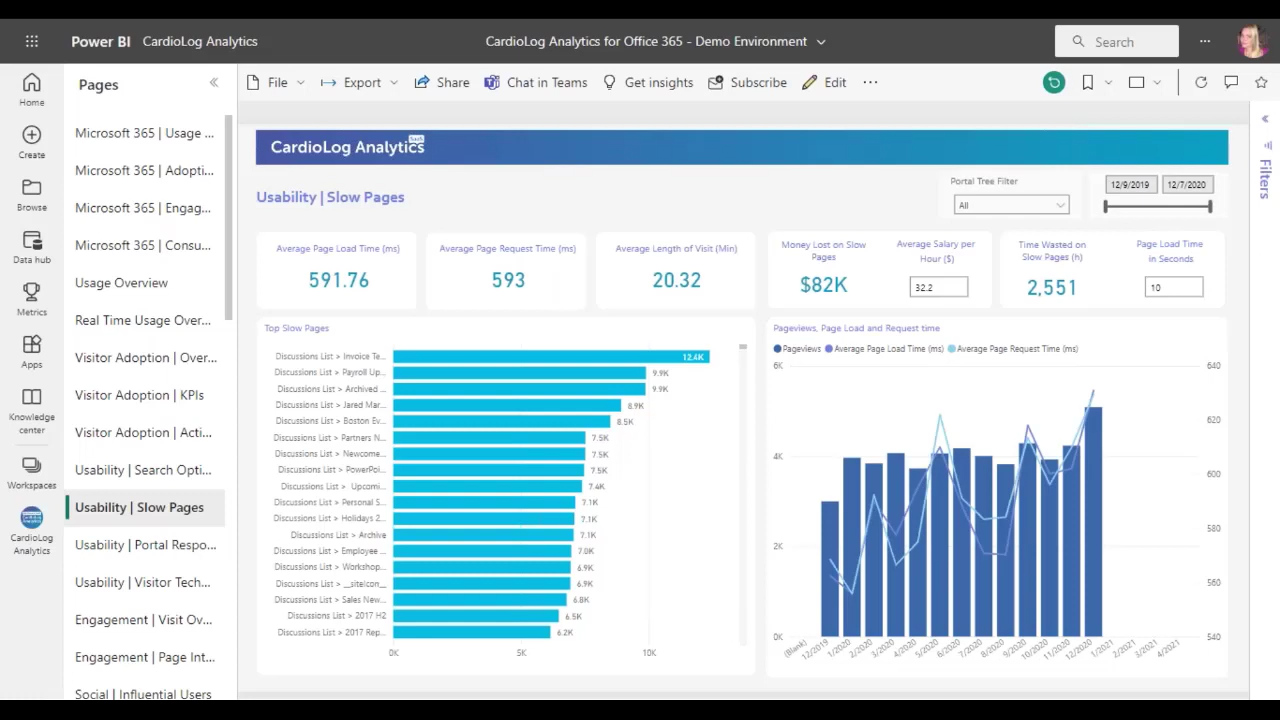 Power BI CardioLog Analytics
CardioLog Analytics for Office 365 - Demo Environment
Search
Home
Create
Browse
Data hub
Metrics
Apps
Knowledge center
Workspaces
CardioLog Analytics
Pages
Microsoft 365 | Usage ...
Microsoft 365 | Adopti...
Microsoft 365 | Engag...
Microsoft 365 | Consu...
Usage Overview
Real Time Usage Over...
Visitor Adoption | Over...
Visitor Adoption | KPIs
Visitor Adoption | Acti...
Usability | Search Opti...
Usability | Slow Pages
Usability | Portal Respo...
Usability | Visitor Tech...
Engagement | Visit Ov...
Engagement | Page Int...
Social | Influential Users
File Export Share Chat in Teams Get insights Subscribe Edit ...
Filters
CardioLog Analytics SaaS
Usability | Slow Pages
Portal Tree Filter
All
12/9/2019 12/7/2020
Average Page Load Time (ms)
591.76
Average Page Request Time (ms)
593
Average Length of Visit (Min)
20.32
Money Lost on Slow Pages
$82K
Average Salary per Hour ($)
32.2
Time Wasted on Slow Pages (h)
2,551
Page Load Time in Seconds
10
Top Slow Pages
Discussions List > Invoice Te... 12.4K
Discussions List > Payroll Up... 9.9K
Discussions List > Archived ... 9.9K
Discussions List > Jared Mar... 8.9K
Discussions List > Boston Ev... 8.5K
Discussions List > Partners N... 7.5K
Discussions List > Newcome... 7.5K
Discussions List > PowerPoi... 7.5K
Discussions List > Upcomi... 7.4K
Discussions List > Personal S... 7.1K
Discussions List > Holidays 2... 7.1K
Discussions List > Archive 7.1K
Discussions List > Employee ... 7.0K
Discussions List > Workshop... 6.9K
Discussions List > __siteIcon_... 6.9K
Discussions List > Sales New... 6.8K
Discussions List > 2017 H2 6.5K
Discussions List > 2017 Rep... 6.2K
0K 5K 10K
Pageviews, Page Load and Request time
Pageviews Average Page Load Time (ms) Average Page Request Time (ms)
6K 640
620
4K 600
580
2K 560
0K 540
(Blank) 12/2019 1/2020 2/2020 3/2020 4/2020 5/2020 6/2020 7/2020 8/2020 9/2020 10/2020 11/2020 12/2020 1/2021 2/2021 3/2021 4/2021